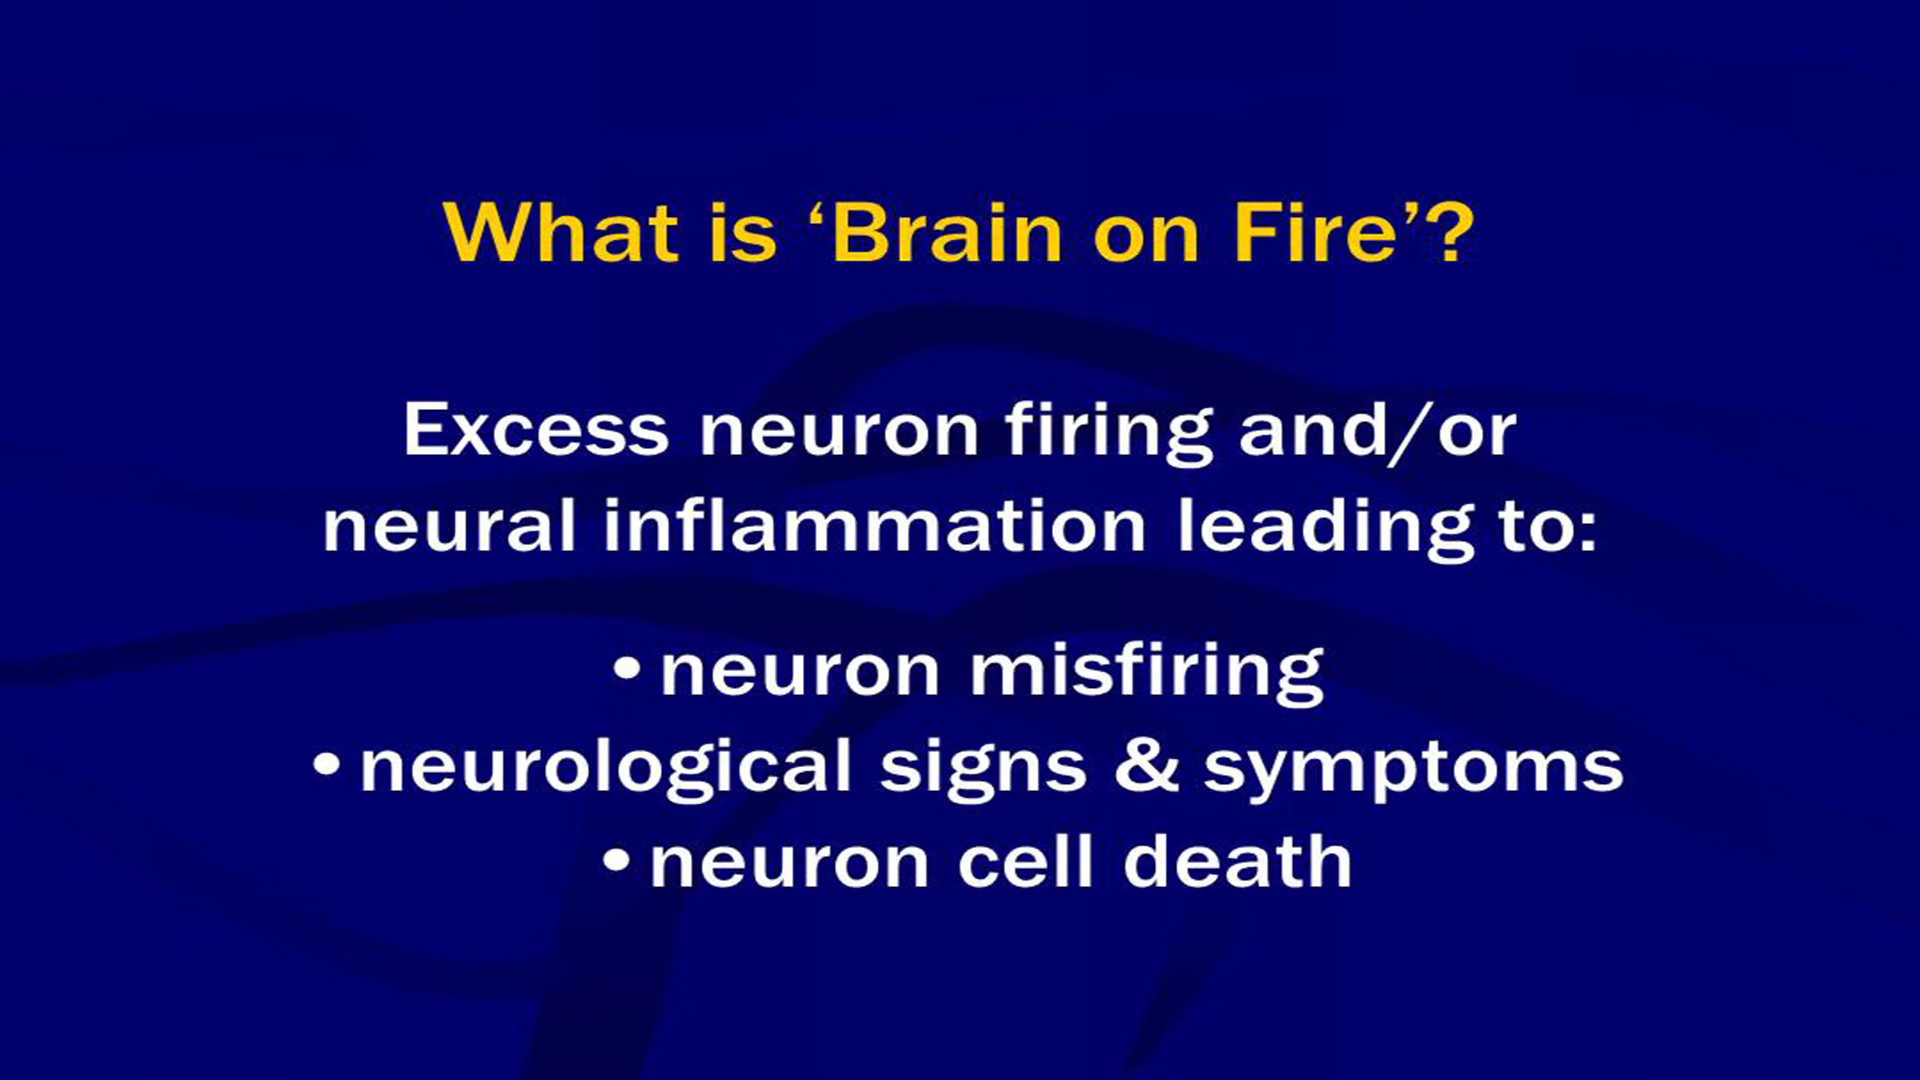 What is ‘Brain on Fire’?
Excess neuron firing and/or
neural inflammation leading to:
• neuron misfiring
• neurological signs & symptoms
• neuron cell death